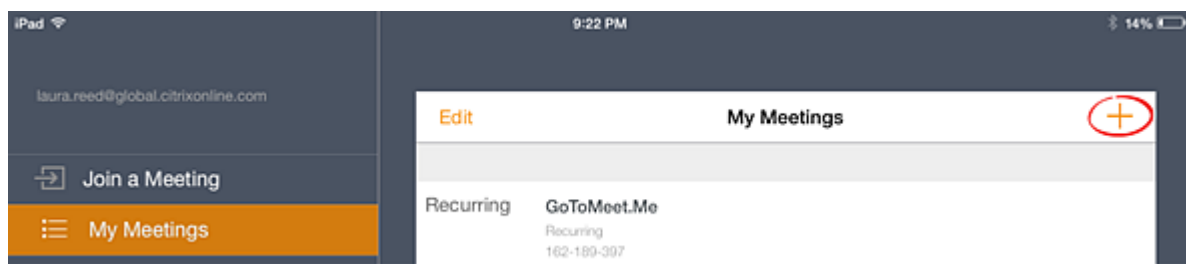 iPad
9:22 PM
14%
laura.reed@global.citrixonline.com
Join a Meeting
My Meetings
Edit
My Meetings
+
Recurring
GoToMeet.Me
Recurring
162-189-397